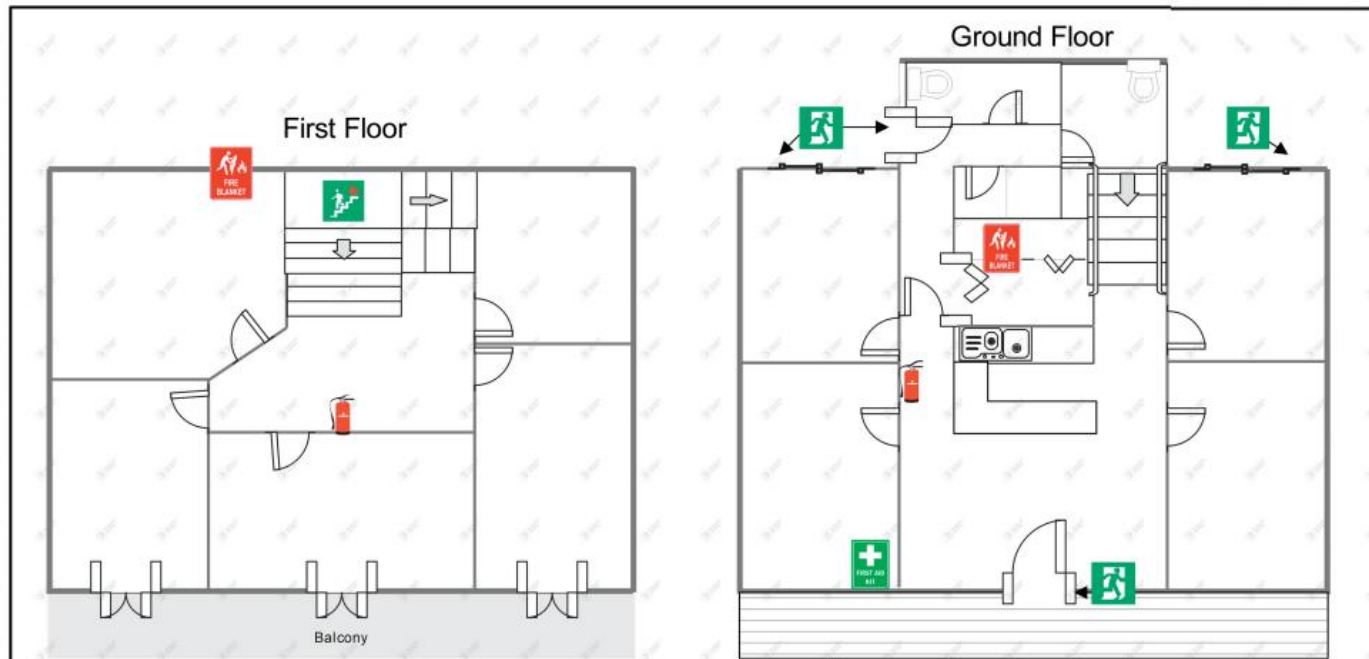 First Floor
FIRE
BLANKET
Balcony
Ground Floor
FIRE
BLANKET
FIRST AID
KIT